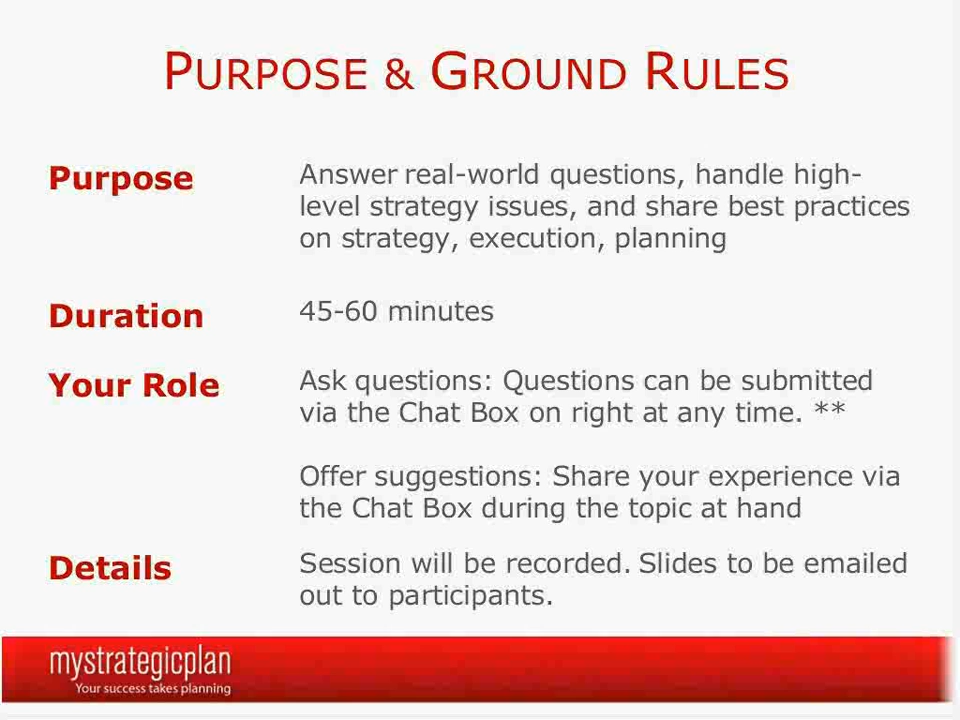 PURPOSE & GROUND RULES
Purpose
Answer real-world questions, handle high-
level strategy issues, and share best practices
on strategy, execution, planning
Duration
45-60 minutes
Your Role
Ask questions: Questions can be submitted
via the Chat Box on right at any time. **
Offer suggestions: Share your experience via
the Chat Box during the topic at hand
Details
Session will be recorded. Slides to be emailed
out to participants.
mystrategicplan
Your success takes planning